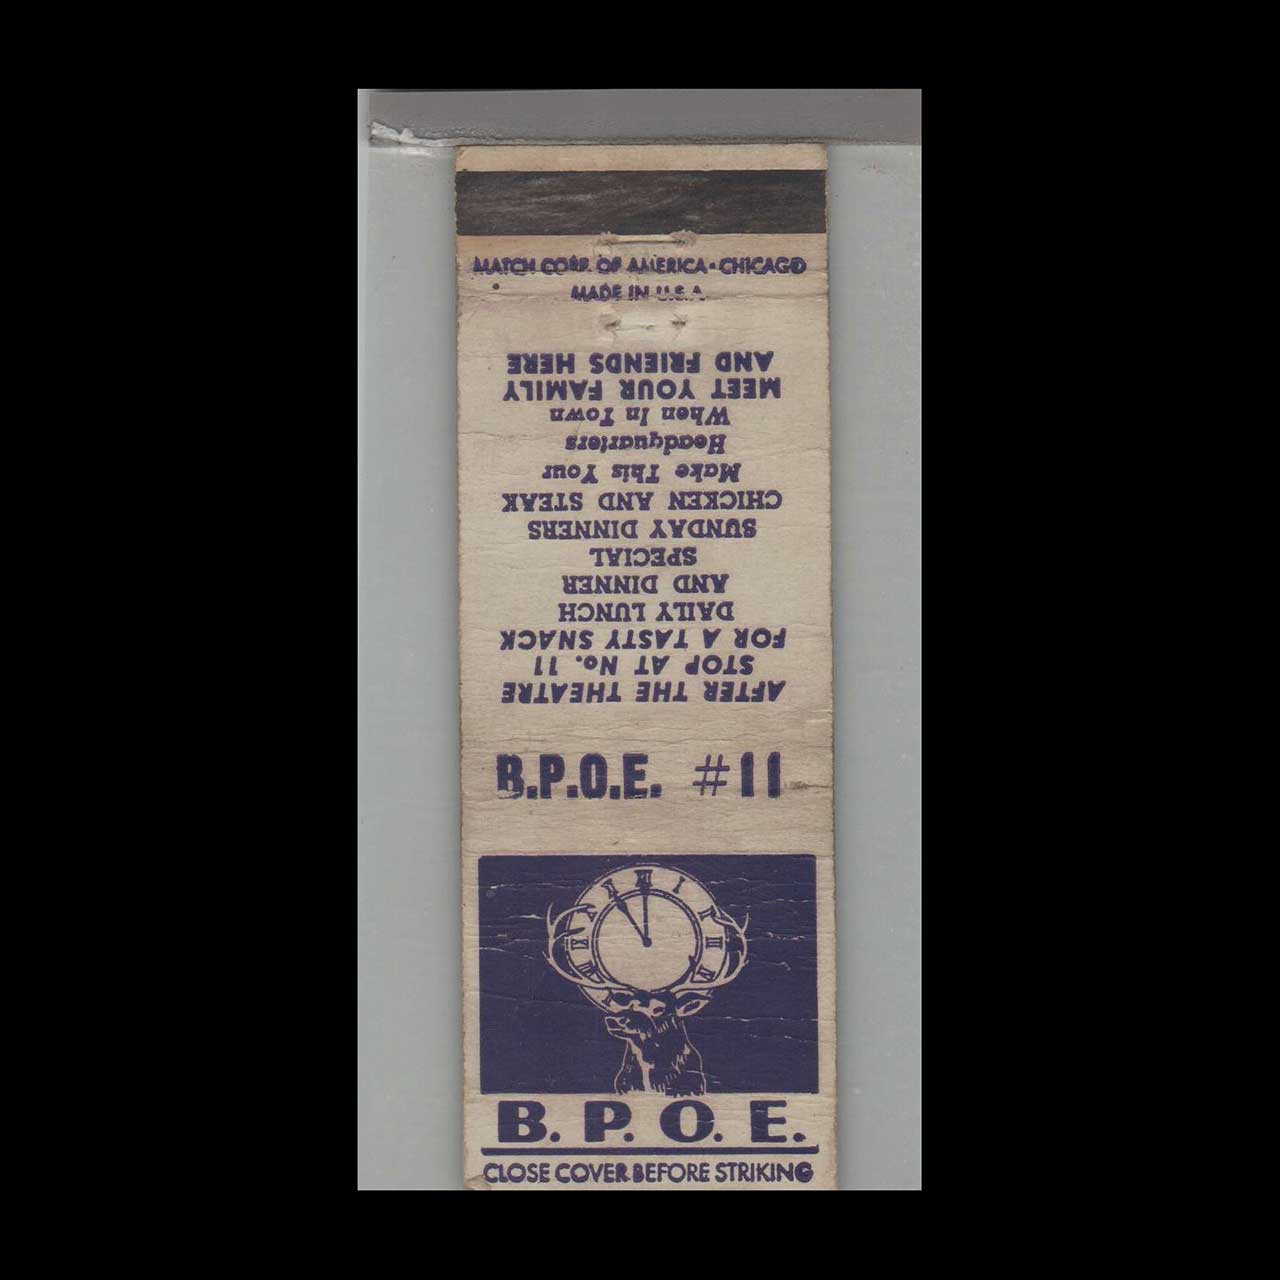 MATCH CORP. OF AMERICA • CHICAGO
MADE IN U.S.A.
AFTER THE THEATRE
STOP AT No. 11
FOR A TASTY SNACK
DAILY LUNCH
AND DINNER
SPECIAL
SUNDAY DINNERS
CHICKEN AND STEAK
Make This Your
Headquarters
When In Town
MEET YOUR FAMILY
AND FRIENDS HERE
B.P.O.E. #11
B. P. O. E.
CLOSE COVER BEFORE STRIKING